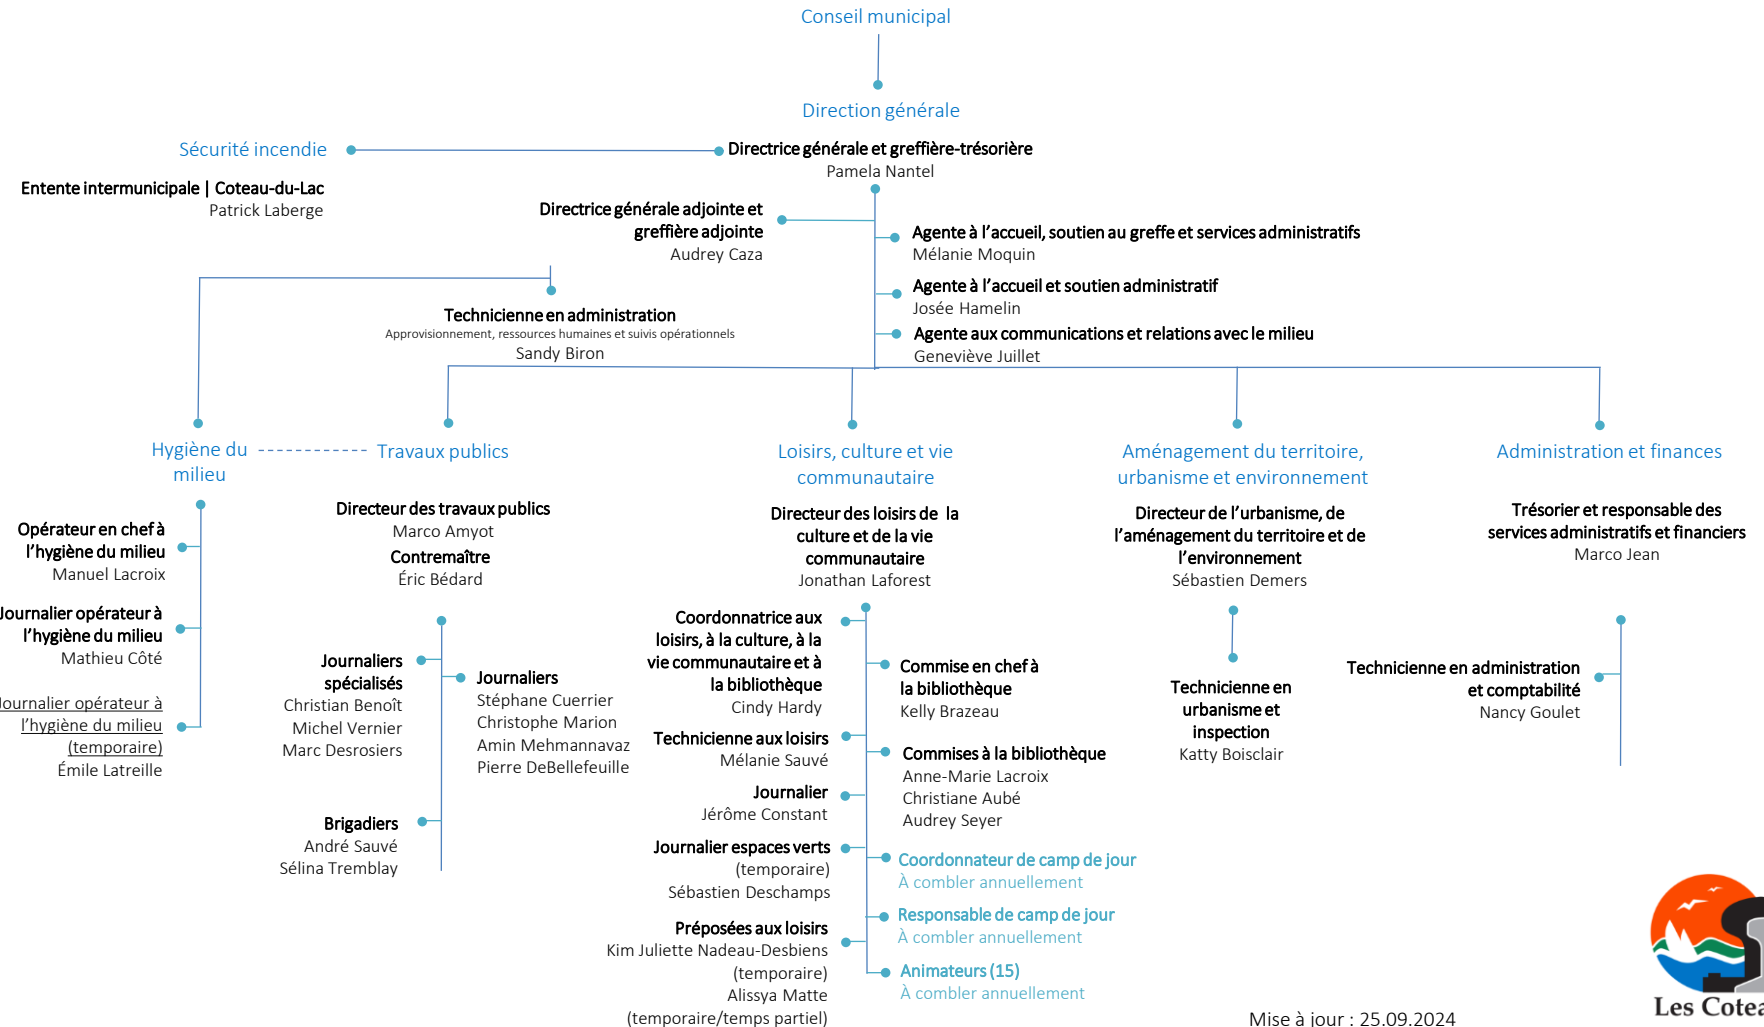 Conseil municipal
Direction générale
Sécurité incendie
Directrice générale et greffière-trésorière
Pamela Nantel
Entente intermunicipale | Coteau-du-Lac
Patrick Laberge
Directrice générale adjointe et
greffière adjointe
Audrey Caza
Agente à l'accueil, soutien au greffe et services administratifs
Mélanie Moquin
Agente à l'accueil et soutien administratif
Josée Hamelin
Agente aux communications et relations avec le milieu
Geneviève Juillet
Technicienne en administration
Approvisionnement, ressources humaines et suivis opérationnels
Sandy Biron
Hygiène du
milieu
Opérateur en chef à
l'hygiène du milieu
Manuel Lacroix
Journalier opérateur à
l'hygiène du milieu
Mathieu Côté
Journalier opérateur à
l'hygiène du milieu
(temporaire)
Émile Latreille
Travaux publics
Directeur des travaux publics
Marco Amyot
Contremaître
Éric Bédard
Journaliers
spécialisés
Christian Benoît
Michel Vernier
Marc Desrosiers
Journaliers
Stéphane Cuerrier
Christophe Marion
Amin Mehmannavaz
Pierre DeBellefeuille
Brigadiers
André Sauvé
Sélina Tremblay
Loisirs, culture et vie
communautaire
Directeur des loisirs de la
culture et de la vie
communautaire
Jonathan Laforest
Coordonnatrice aux
loisirs, à la culture, à la
vie communautaire et à
la bibliothèque
Cindy Hardy
Technicienne aux loisirs
Mélanie Sauvé
Journalier
Jérôme Constant
Journalier espaces verts
(temporaire)
Sébastien Deschamps
Préposées aux loisirs
Kim Juliette Nadeau-Desbiens
(temporaire)
Alissya Matte
(temporaire/temps partiel)
Commise en chef à
la bibliothèque
Kelly Brazeau
Commises à la bibliothèque
Anne-Marie Lacroix
Christiane Aubé
Audrey Seyer
Coordonnateur de camp de jour
À combler annuellement
Responsable de camp de jour
À combler annuellement
Animateurs (15)
À combler annuellement
Aménagement du territoire,
urbanisme et environnement
Directeur de l'urbanisme, de
l'aménagement du territoire et de
l'environnement
Sébastien Demers
Technicienne en
urbanisme et
inspection
Katty Boisclair
Administration et finances
Trésorier et responsable des
services administratifs et financiers
Marco Jean
Technicienne en administration
et comptabilité
Nancy Goulet
Les Cotea
Mise à jour : 25.09.2024